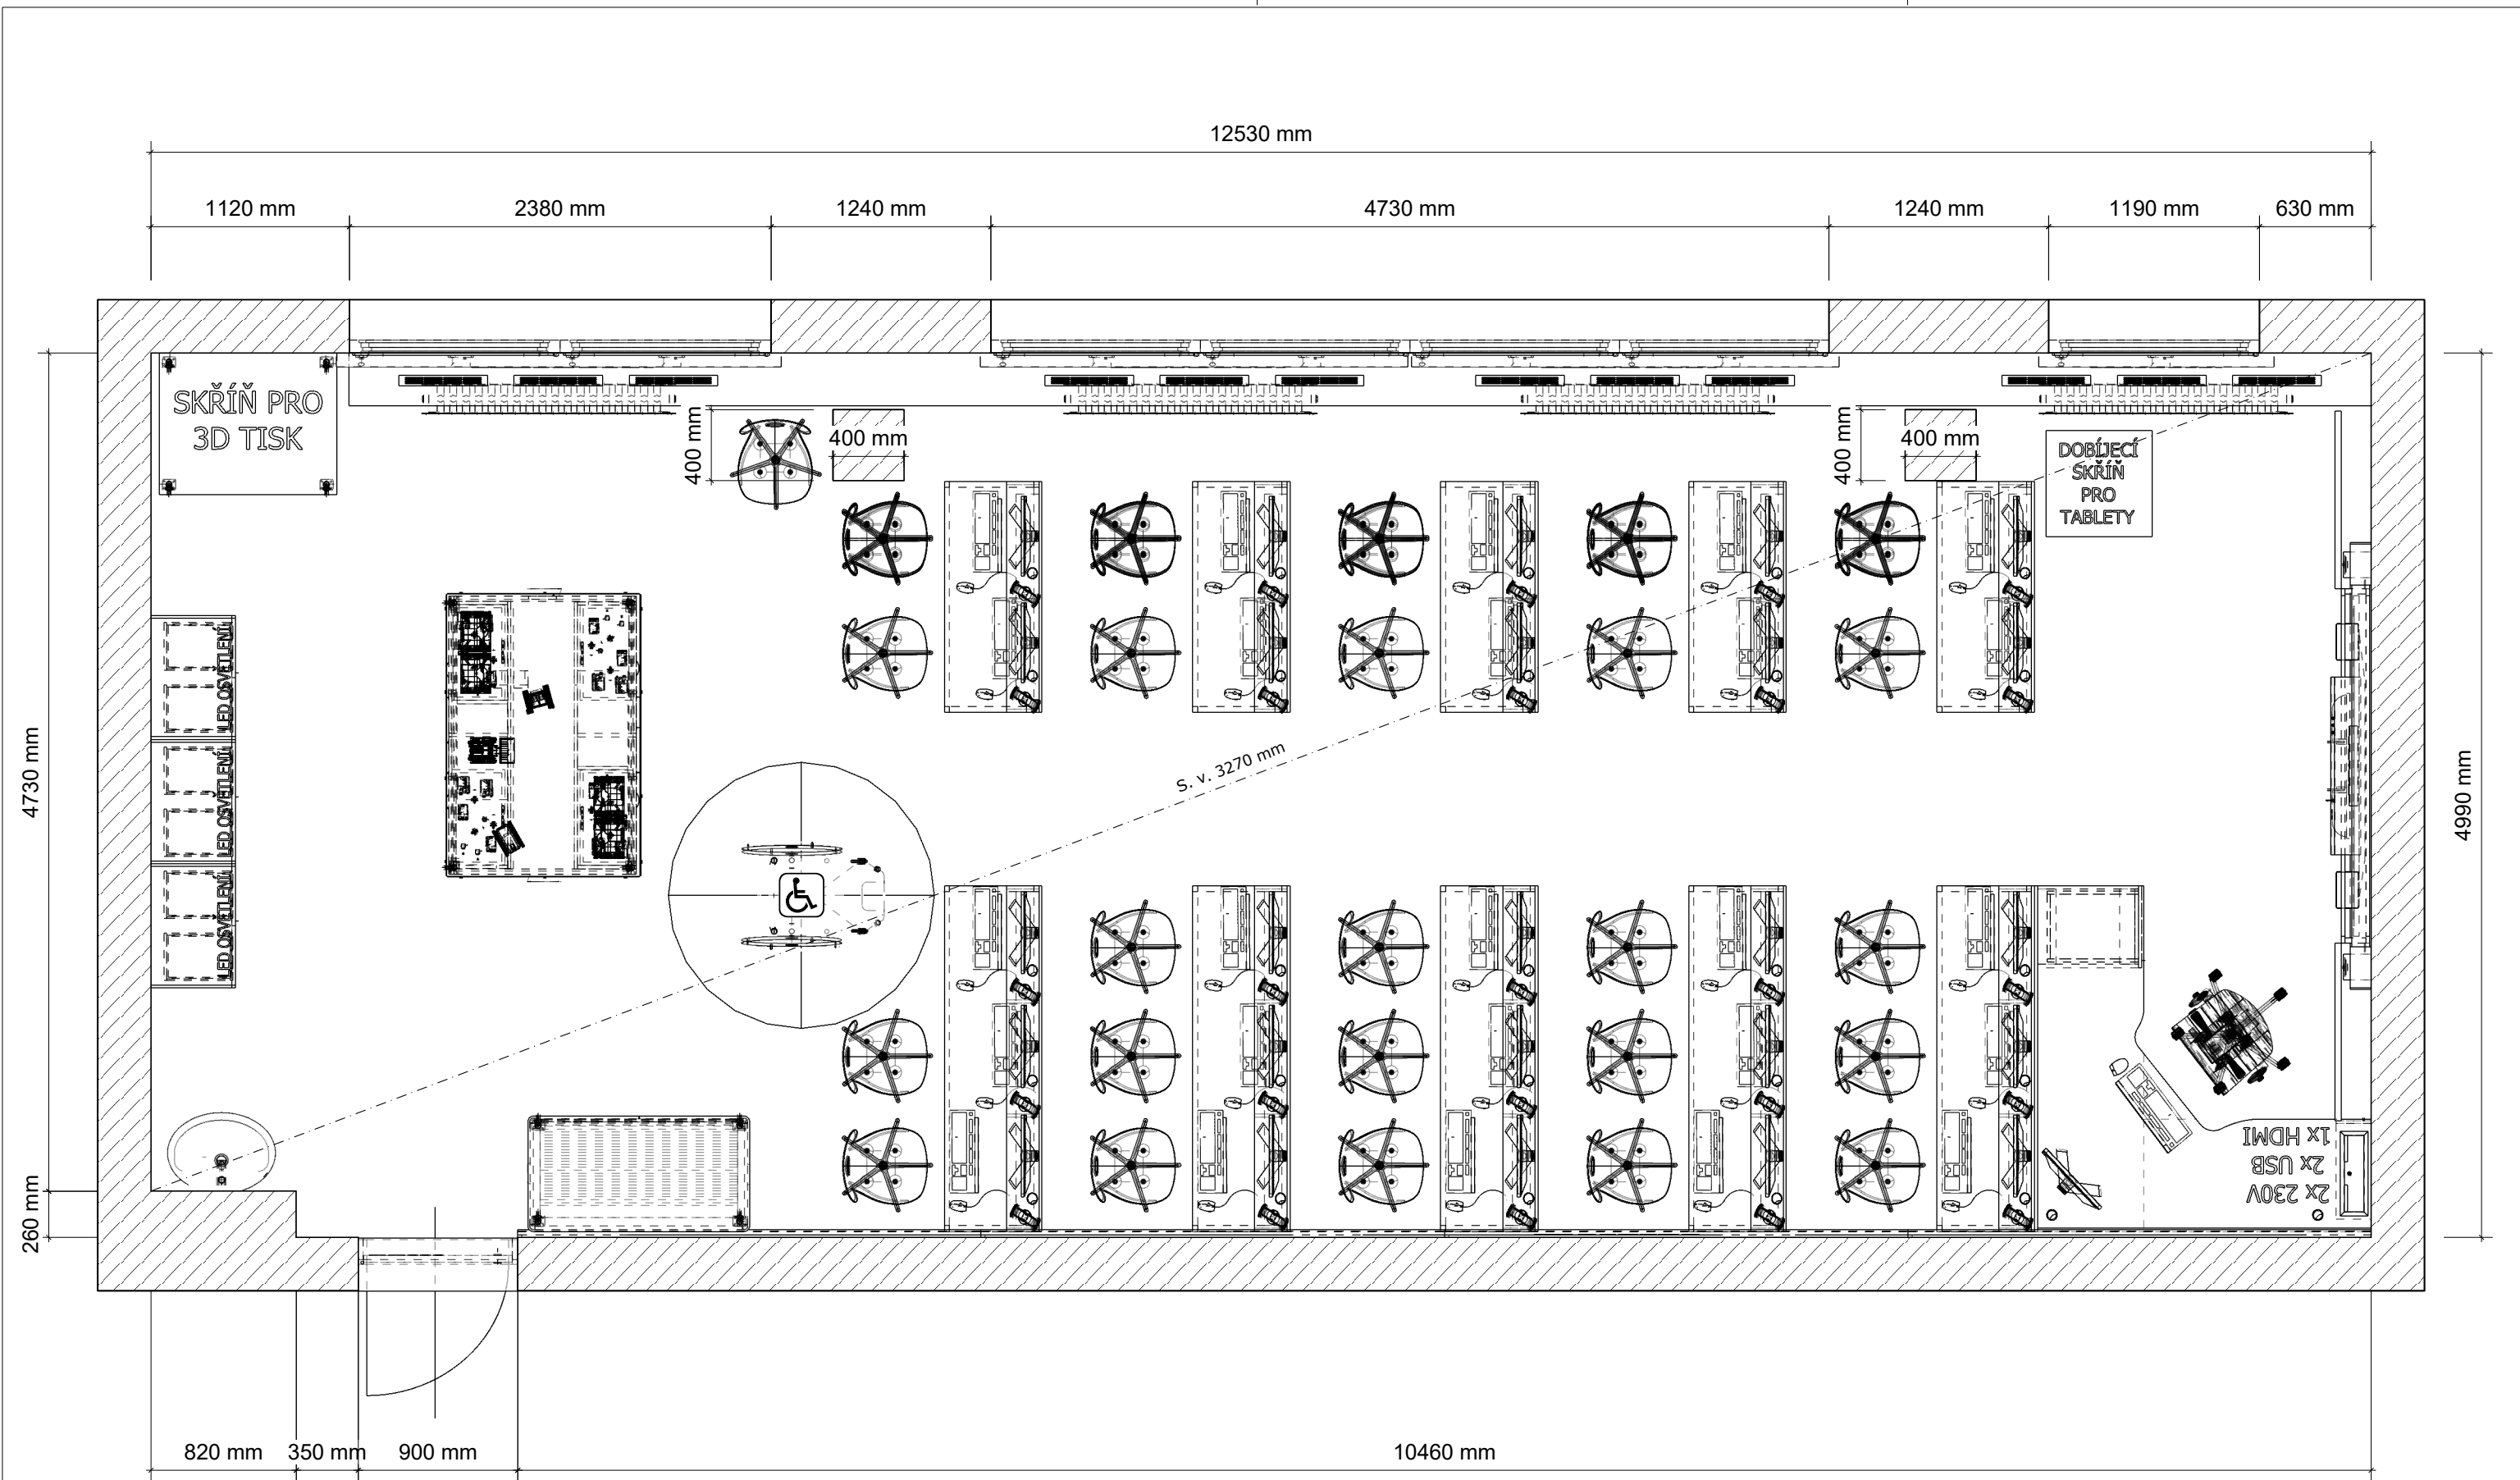 12530 mm
1120 mm
2380 mm
1240 mm
4730 mm
1240 mm
1190 mm
630 mm
SKŘÍŇ PRO
3D TISK
400 mm
400 mm
400 mm
400 mm
DOBÍJECÍ
SKŘÍŇ
PRO
TABLETY
LED OSVĚTLENÍ
LED OSVĚTLENÍ
LED OSVĚTLENÍ
4730 mm
S. v. 3270 mm
4990 mm
260 mm
1x HDMI
2x USB
2x 230V
820 mm
350 mm
900 mm
10460 mm